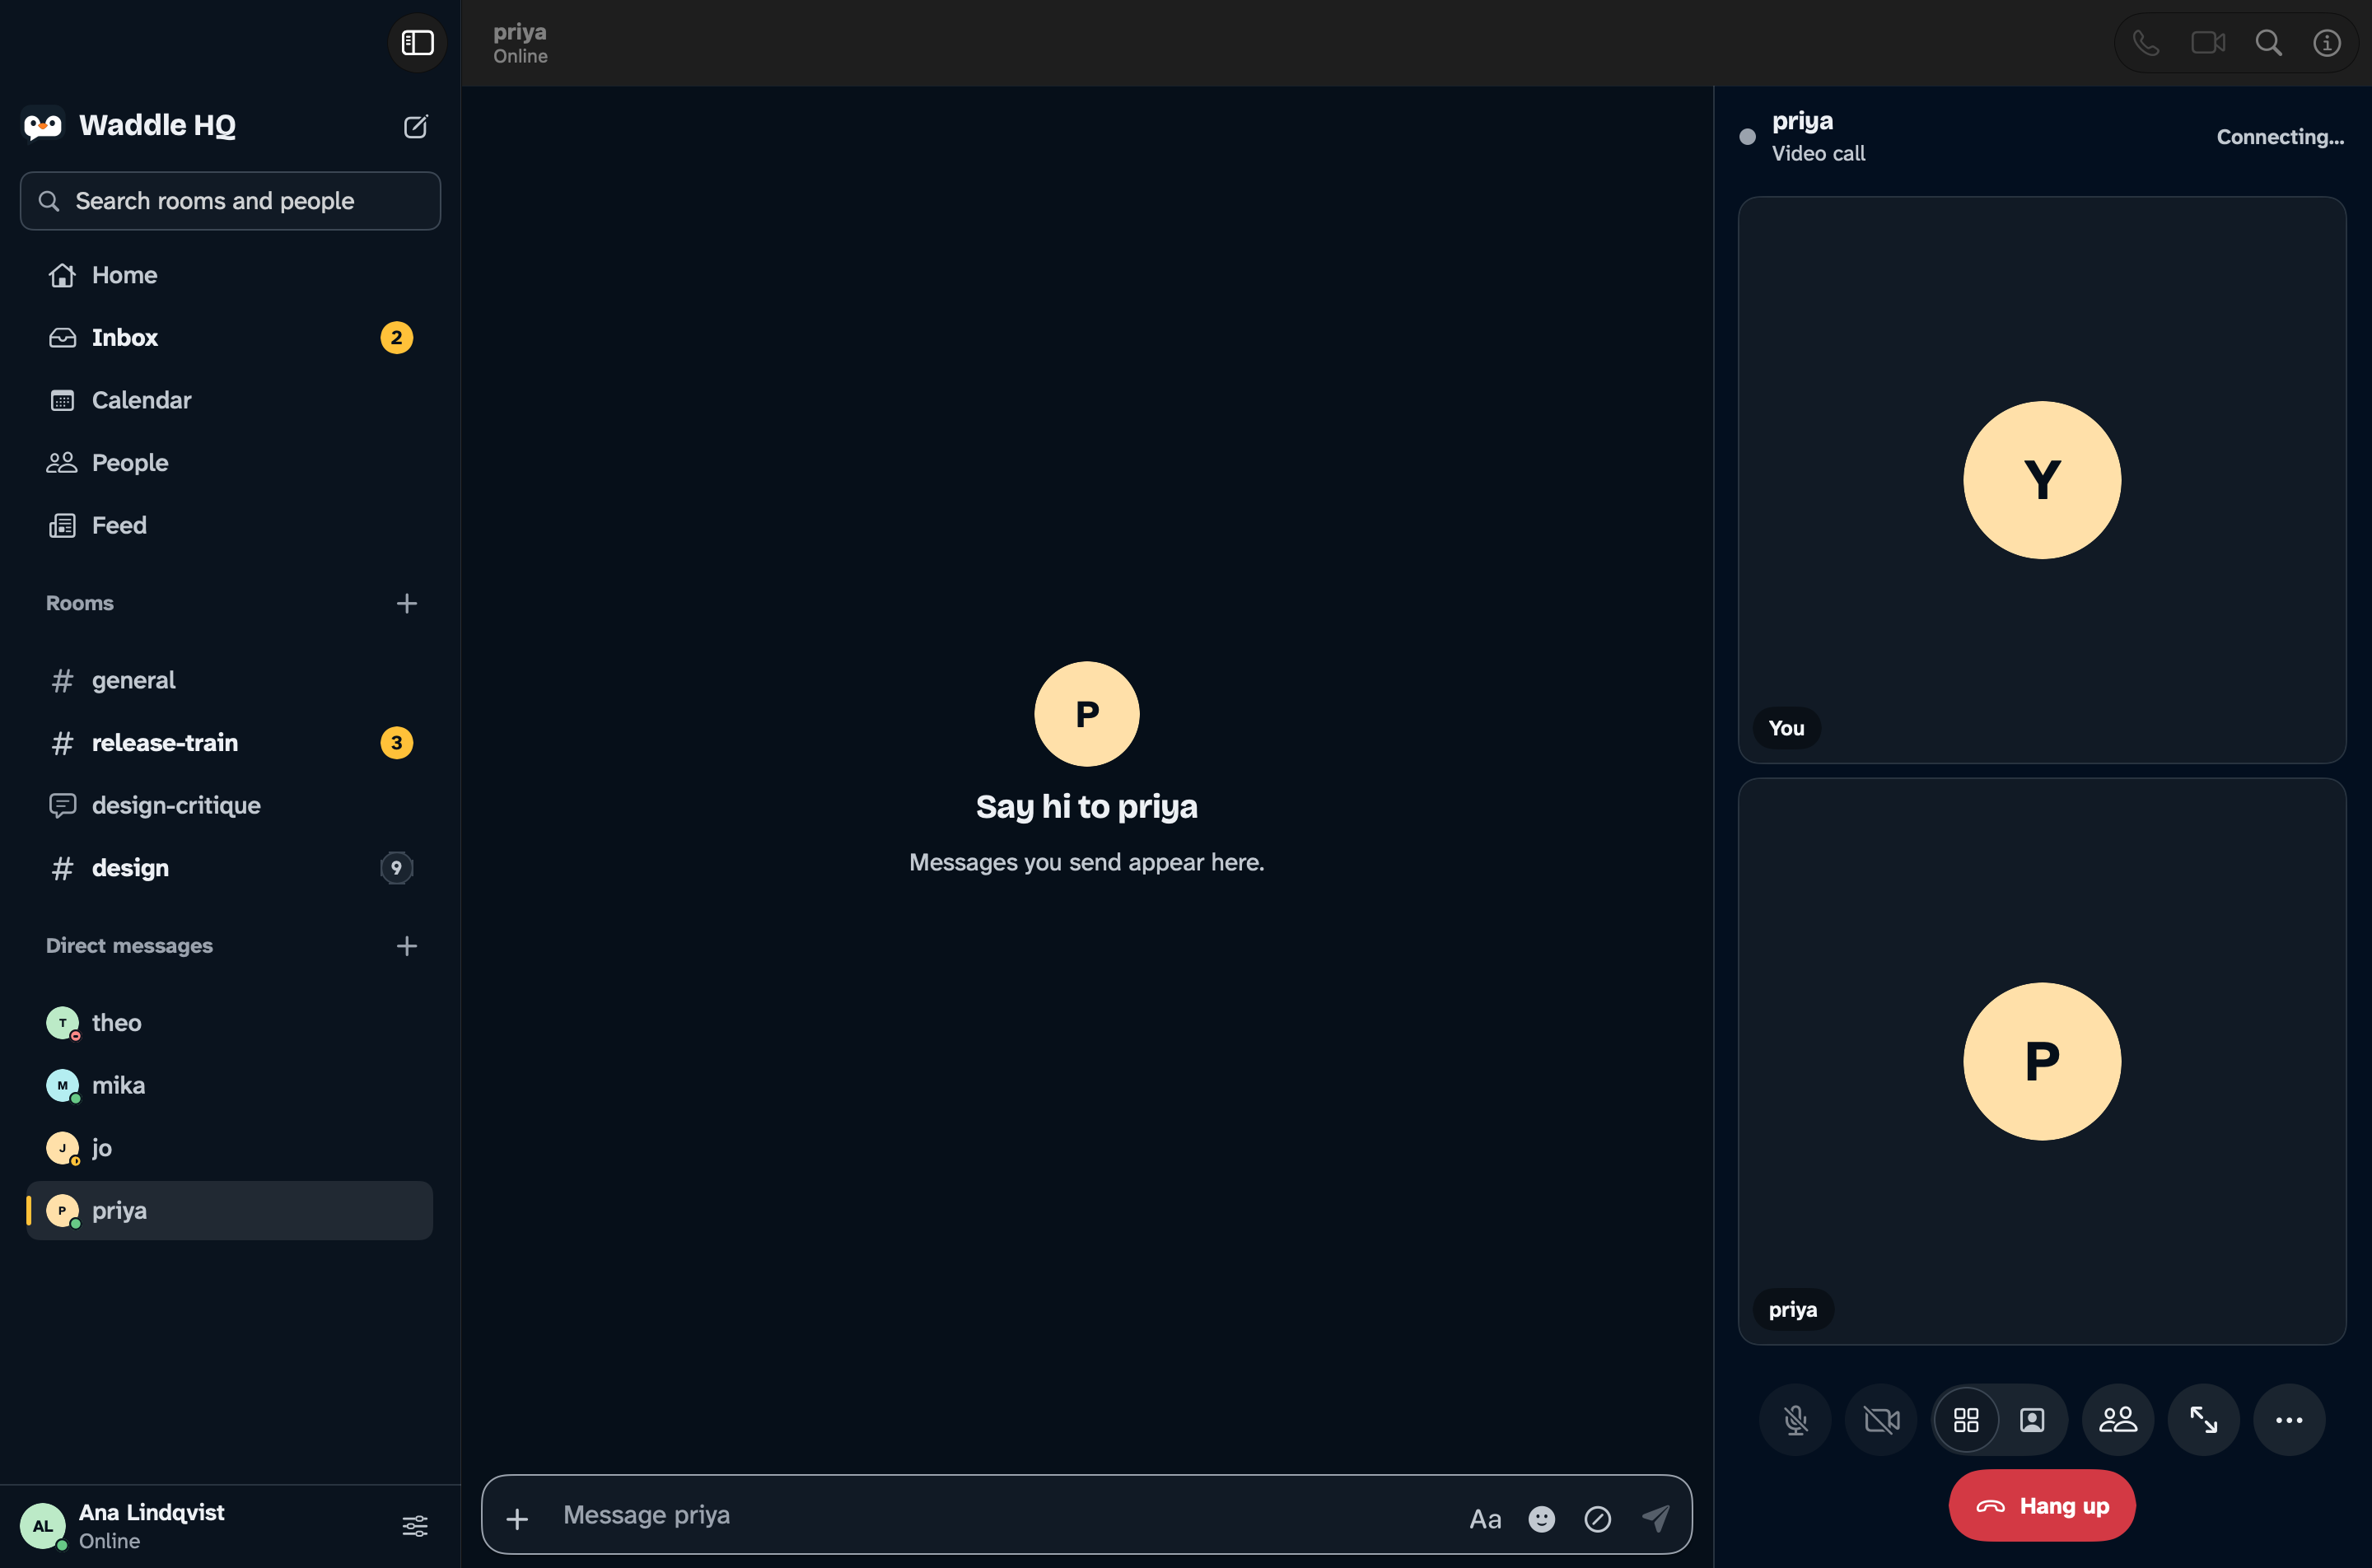 Waddle HQ
Search rooms and people
Home
Inbox 2
Calendar
People
Feed
Rooms
general
release-train 3
design-critique
design 9
Direct messages
T theo
M mika
J jo
P priya
AL Ana Lindqvist
Online
priya
Online
P
Say hi to priya
Messages you send appear here.
Message priya
Aa
priya
Video call
Connecting...
Y
You
P
priya
Hang up